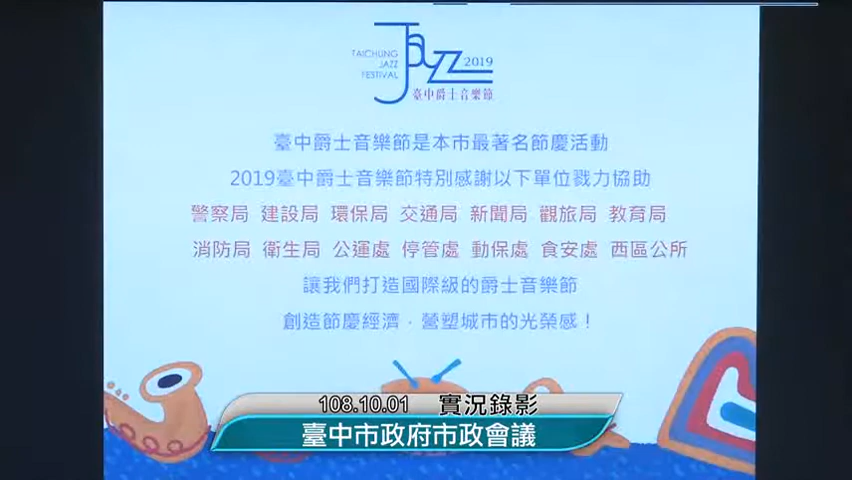 TAICHUNG
JAZZ
FESTIVAL
Jazz
2019
臺中爵士音樂節
臺中爵士音樂節是本市最著名節慶活動
2019臺中爵士音樂節特別感謝以下單位戮力協助
警察局 建設局 環保局 交通局 新聞局 觀旅局 教育局
消防局 衛生局 公運處 停管處 動保處 食安處 西區公所
讓我們打造國際級的爵士音樂節
創造節慶經濟，營塑城市的光榮感！
108.10.01 實況錄影
臺中市政府市政會議